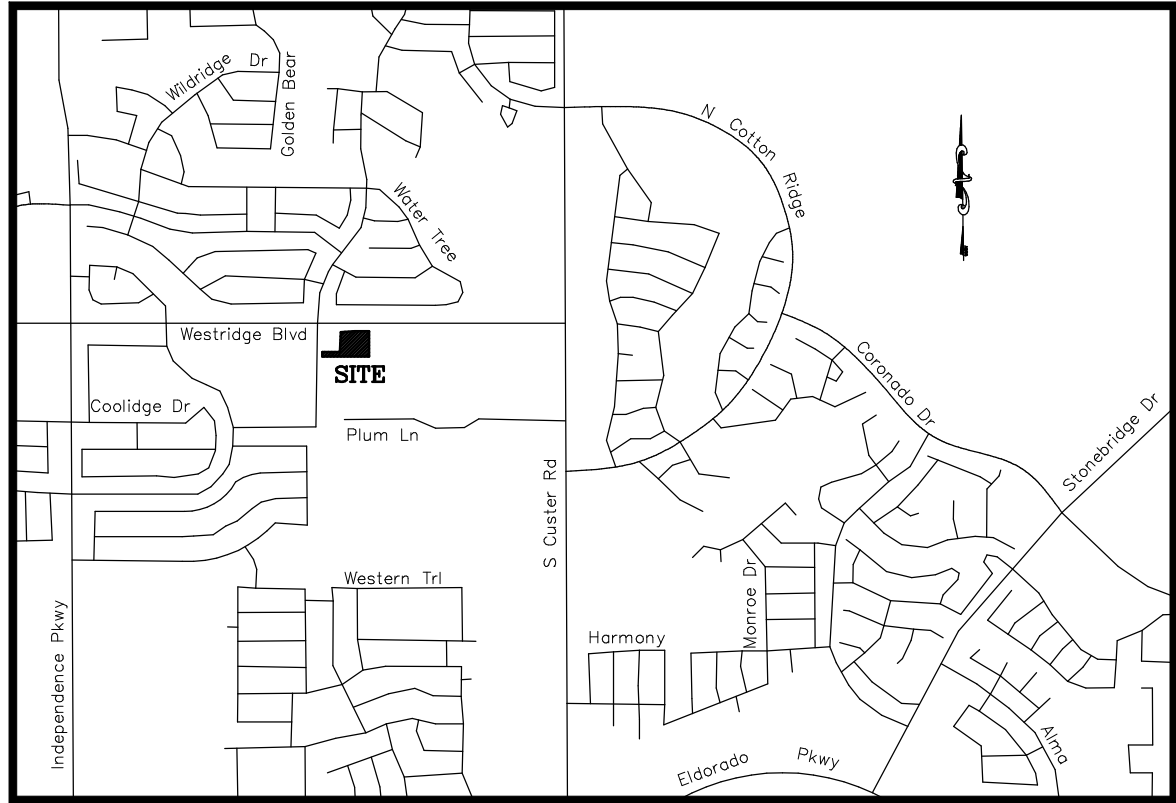 Wildridge Dr
Golden Bear
N Cotton Ridge
Water Tree
Westridge Blvd
SITE
Coronado Dr
Stonebridge Dr
Coolidge Dr
Plum Ln
S Custer Rd
Western Trl
Monroe Dr
Independence Pkwy
Harmony
Alma
Eldorado Pkwy